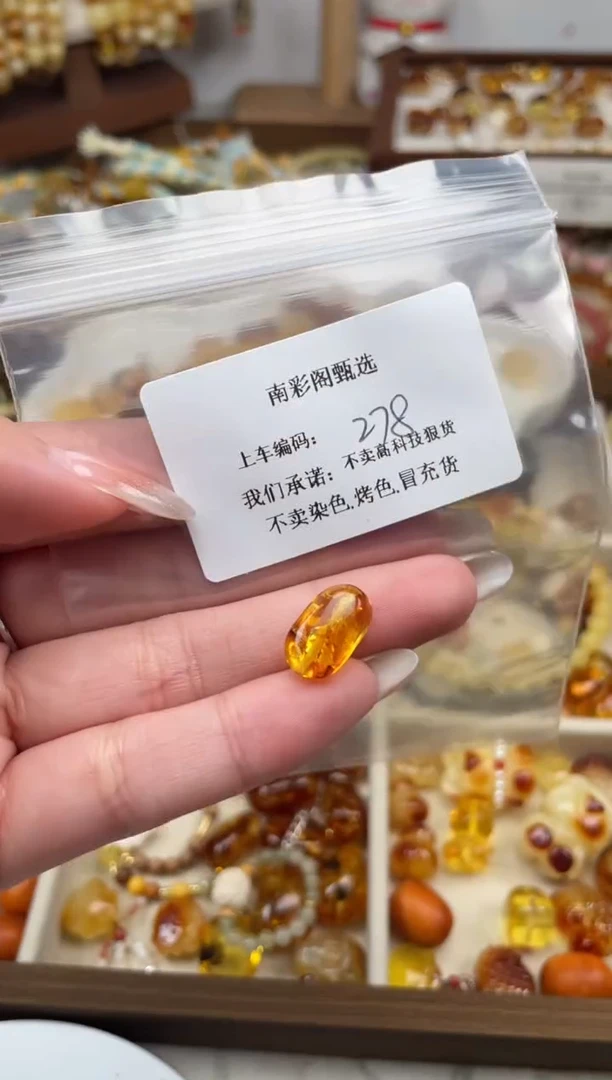 南彩阁甄选
上车编码：278
我们承诺：不卖高科技狠货
不卖染色.烤色.冒充货